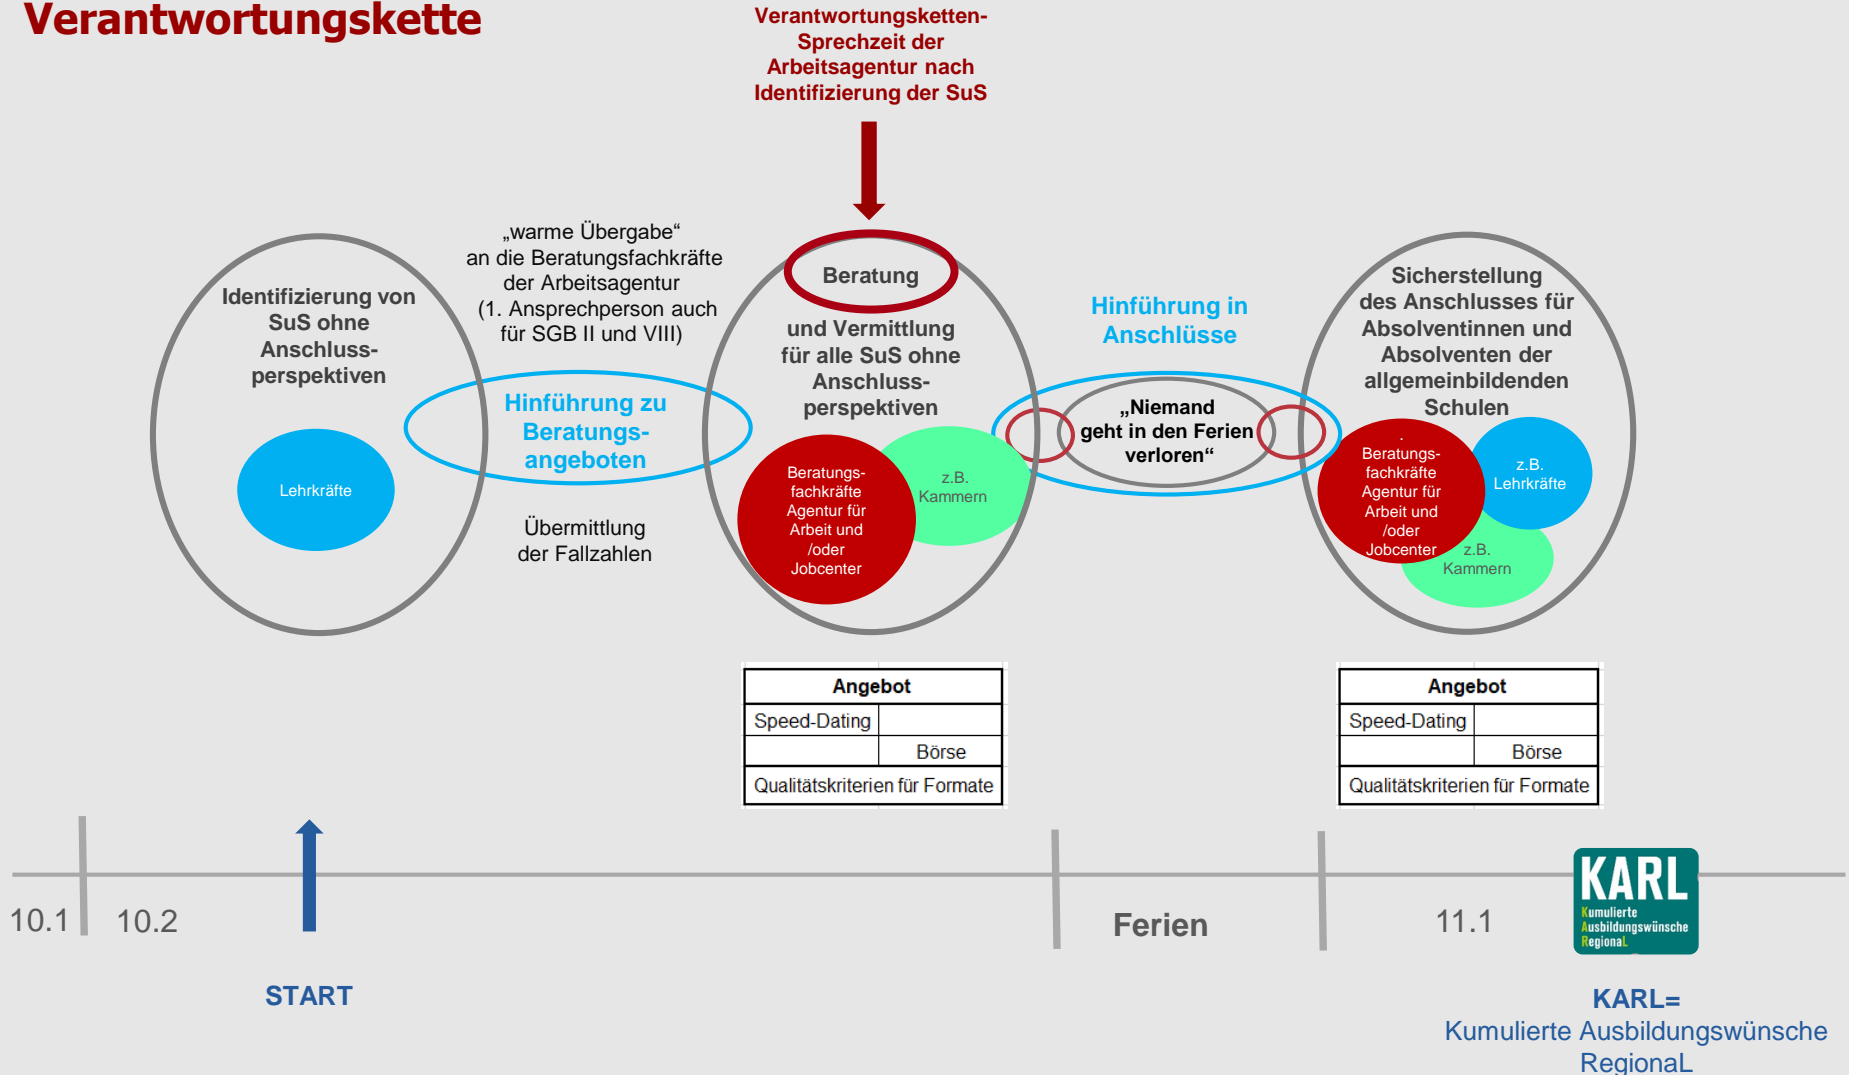 Verantwortungskette
Verantwortungsketten-
Sprechzeit der
Arbeitsagentur nach
Identifizierung der SuS
Identifizierung von
SuS ohne
Anschluss-
perspektiven
Lehrkräfte
„warme Übergabe“
an die Beratungsfachkräfte
der Arbeitsagentur
(1. Ansprechperson auch
für SGB II und VIII)
Hinführung zu
Beratungs-
angeboten
Übermittlung
der Fallzahlen
Beratung
und Vermittlung
für alle SuS ohne
Anschluss-
perspektiven
Beratungs-
fachkräfte
Agentur für
Arbeit und
/oder
Jobcenter
z.B.
Kammern
Hinführung in
Anschlüsse
„Niemand
geht in den Ferien
verloren“
Sicherstellung
des Anschlusses für
Absolventinnen und
Absolventen der
allgemeinbildenden
Schulen
.
Beratungs-
fachkräfte
Agentur für
Arbeit und
/oder
Jobcenter
z.B.
Lehrkräfte
z.B.
Kammern
Angebot
Speed-Dating
Börse
Qualitätskriterien für Formate
Angebot
Speed-Dating
Börse
Qualitätskriterien für Formate
10.1
10.2
Ferien
11.1
KARL
Kumulierte
Ausbildungswünsche
RegionaL
START
KARL=
Kumulierte Ausbildungswünsche
RegionaL